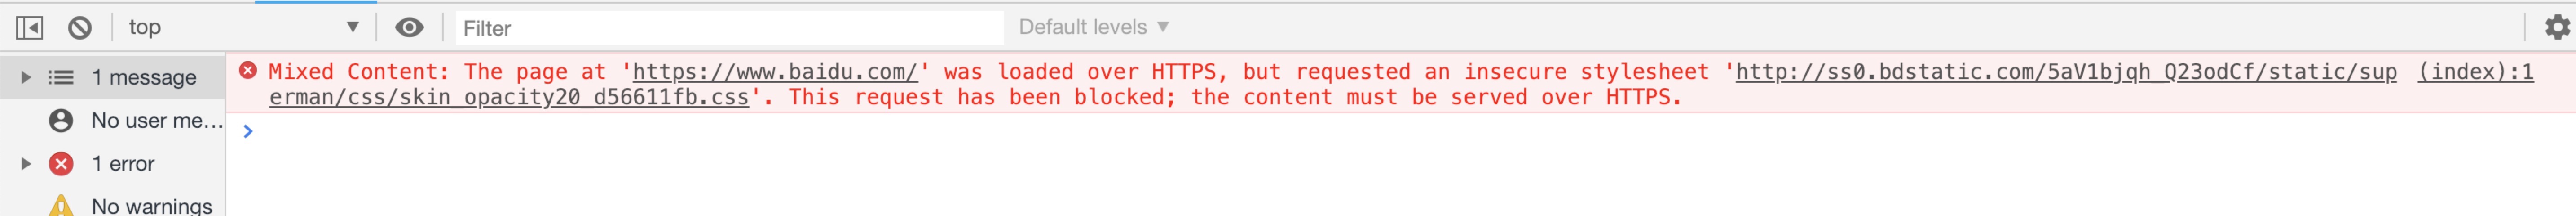 top
Filter
Default levels
1 message
Mixed Content: The page at 'https://www.baidu.com/' was loaded over HTTPS, but requested an insecure stylesheet 'http://ss0.bdstatic.com/5aV1bjqh_Q23odCf/static/sup (index):1
erman/css/skin_opacity20_d56611fb.css'. This request has been blocked; the content must be served over HTTPS.
No user me...
1 error
No warnings